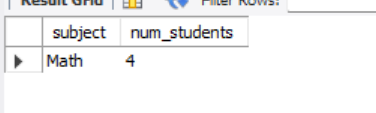 Result Grid Filter Rows:
subject num_students
Math 4